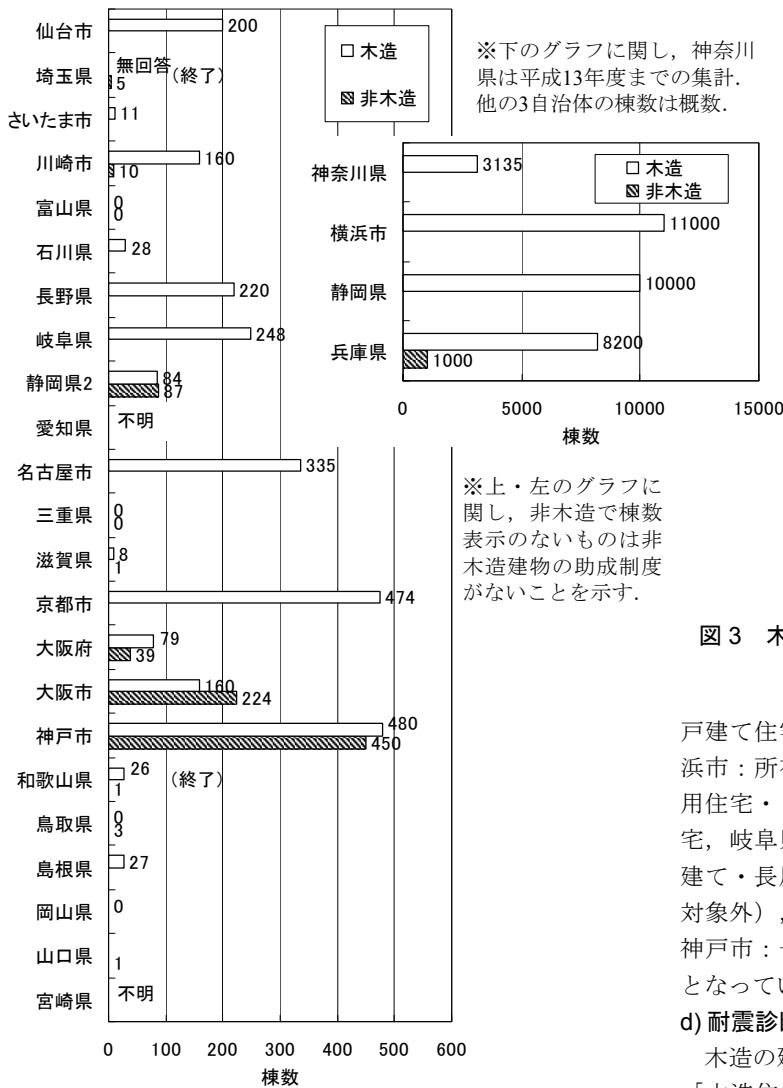 仙台市 200
埼玉県 無回答 (終了) 5
さいたま市 11
川崎市 160 10
富山県 0 0
石川県 28
長野県 220
岐阜県 248
静岡県2 84 87
愛知県 不明
名古屋市 335
三重県 0 0
滋賀県 8 1
京都市 474
大阪府 79 39
大阪市 160 224
神戸市 480 450
和歌山県 26 1 (終了)
鳥取県 0 3
島根県 27
岡山県 0
山口県 1
宮崎県 不明
0 100 200 300 400 500 600
棟数
木造
非木造
※下のグラフに関し，神奈川
県は平成13年度までの集計．
他の3自治体の棟数は概数．
木造
非木造
神奈川県 3135
横浜市 11000
静岡県 10000
兵庫県 8200 1000
0 5000 10000 15000
棟数
※上・左のグラフに
関し，非木造で棟数
表示のないものは非
木造建物の助成制度
がないことを示す．
図3 木
戸建て住
浜市：所
用住宅・
宅，岐阜
建て・長
対象外），
神戸市：
となってい
d) 耐震診
木造の